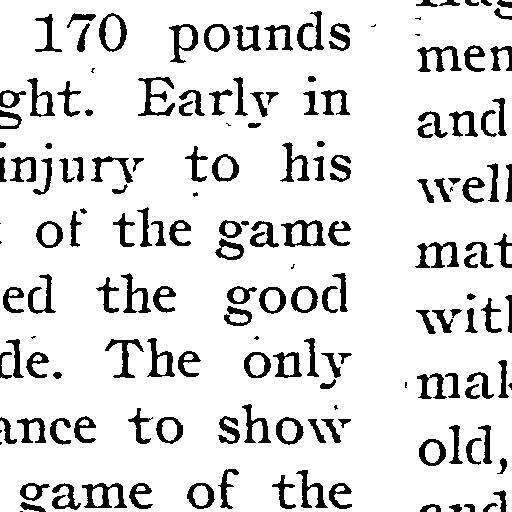 170 pounds
ght. Early in
injury to his
of the game
ed the good
de. The only
ance to show
game of the
men
and
well
mat
with
mak
old,
and